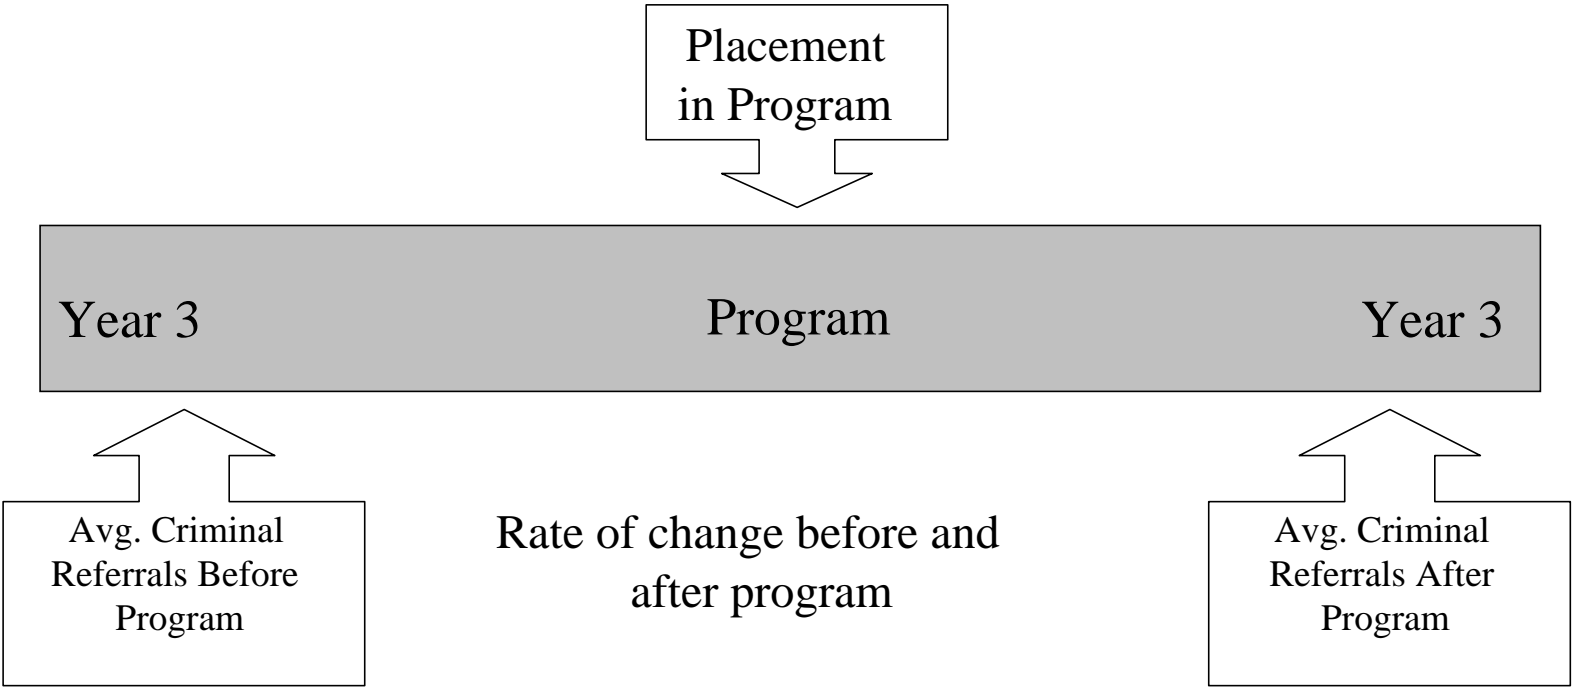 Placement
in Program
Year 3
Program
Year 3
Avg. Criminal
Referrals Before
Program
Rate of change before and
after program
Avg. Criminal
Referrals After
Program